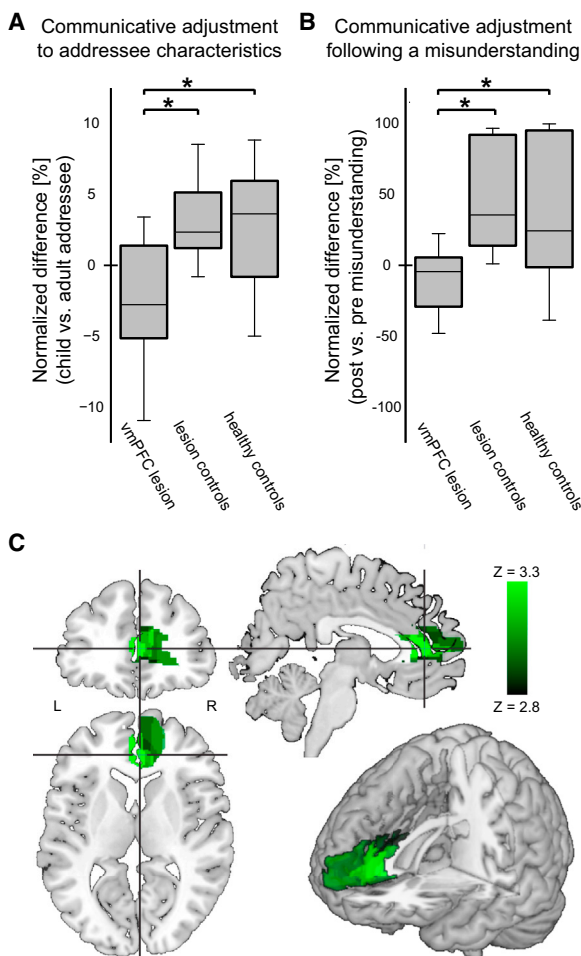 A
Communicative adjustment
to addressee characteristics
Normalized difference [%]
(child vs. adult addressee)
10
5
0
−5
−10
*
*
vmPFC lesion
lesion controls
healthy controls
B
Communicative adjustment
following a misunderstanding
Normalized difference [%]
(post vs. pre misunderstanding)
100
50
0
-50
-100
*
*
vmPFC lesion
lesion controls
healthy controls
C
L
R
Z = 3.3
Z = 2.8